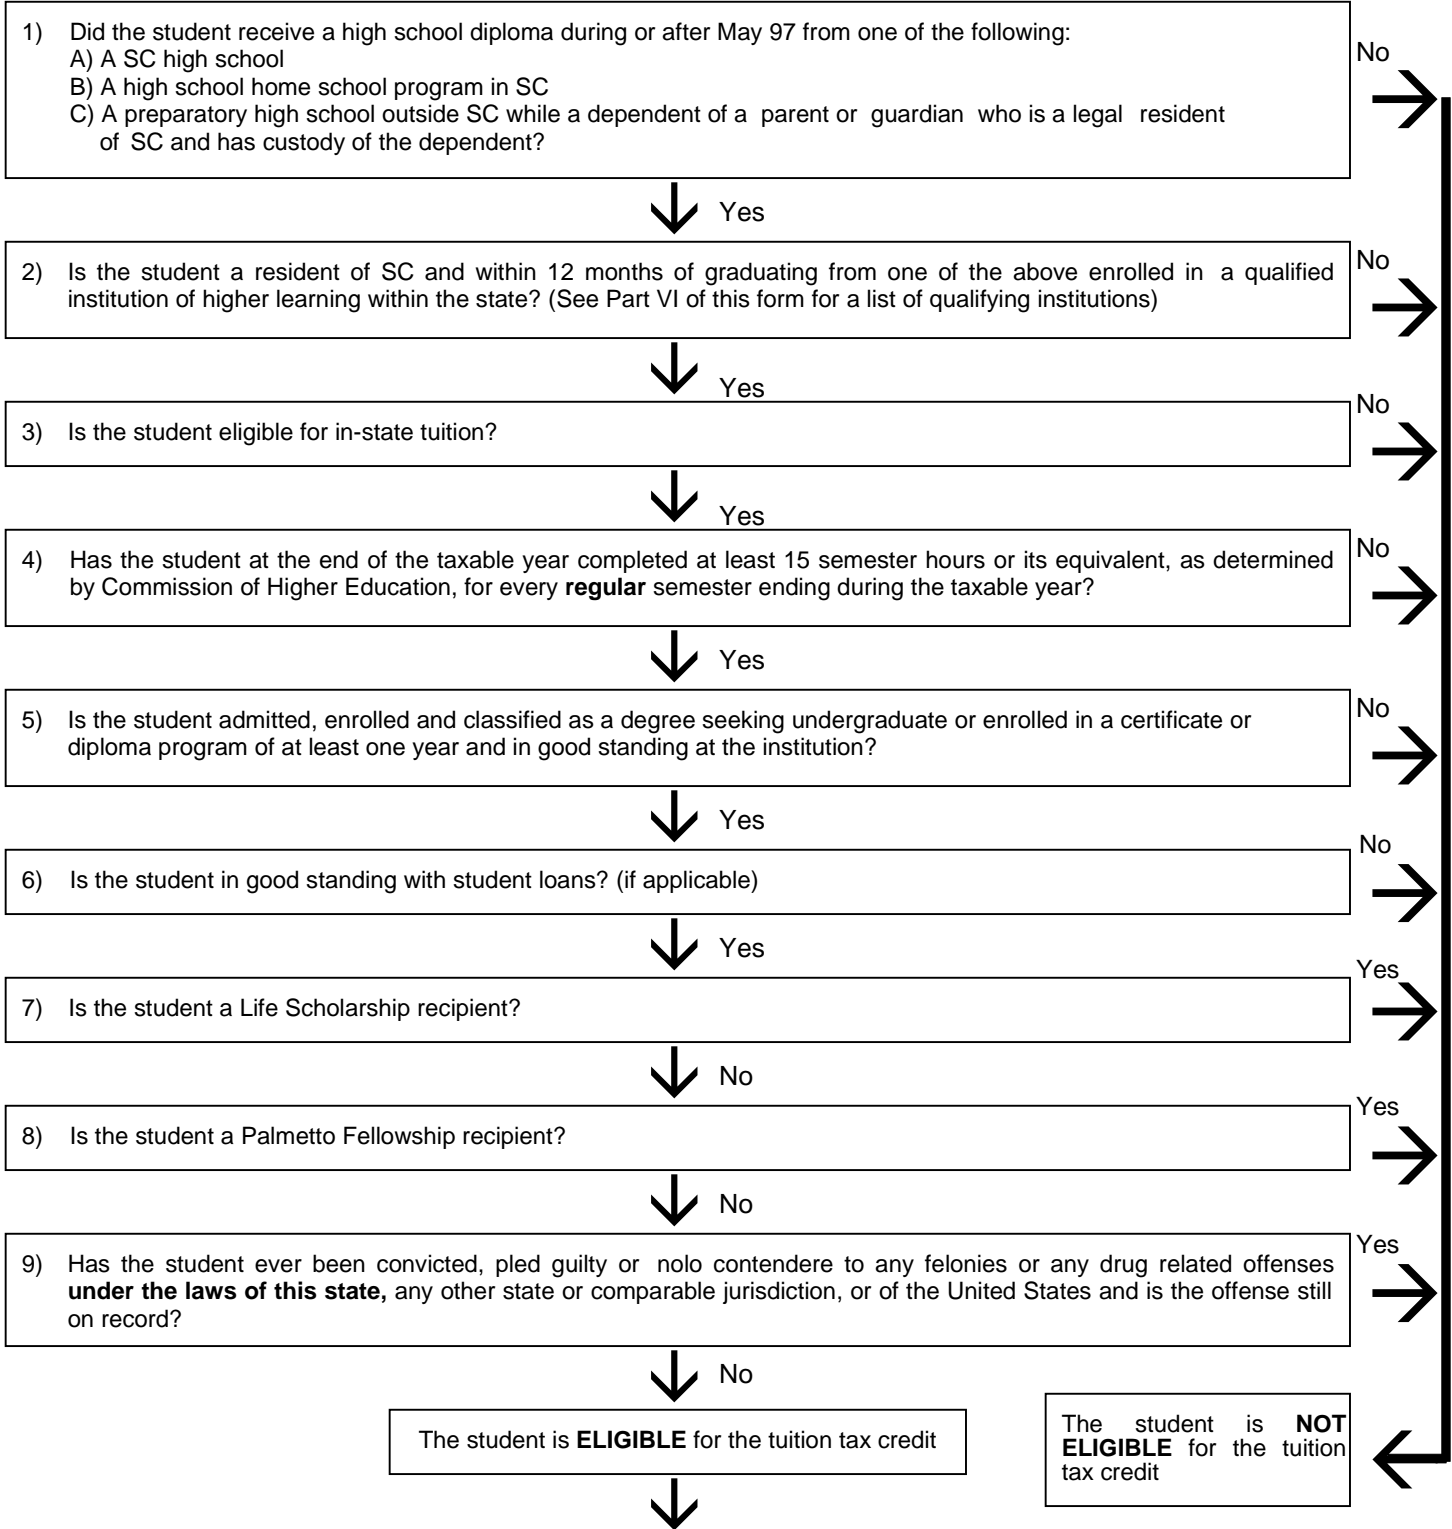 1) Did the student receive a high school diploma during or after May 97 from one of the following:
A) A SC high school
B) A high school home school program in SC
C) A preparatory high school outside SC while a dependent of a parent or guardian who is a legal resident
of SC and has custody of the dependent?
No
Yes
2) Is the student a resident of SC and within 12 months of graduating from one of the above enrolled in a qualified
institution of higher learning within the state? (See Part VI of this form for a list of qualifying institutions)
No
Yes
3) Is the student eligible for in-state tuition?
No
Yes
4) Has the student at the end of the taxable year completed at least 15 semester hours or its equivalent, as determined
by Commission of Higher Education, for every regular semester ending during the taxable year?
No
Yes
5) Is the student admitted, enrolled and classified as a degree seeking undergraduate or enrolled in a certificate or
diploma program of at least one year and in good standing at the institution?
No
Yes
6) Is the student in good standing with student loans? (if applicable)
No
Yes
7) Is the student a Life Scholarship recipient?
Yes
No
8) Is the student a Palmetto Fellowship recipient?
Yes
No
9) Has the student ever been convicted, pled guilty or nolo contendere to any felonies or any drug related offenses
under the laws of this state, any other state or comparable jurisdiction, or of the United States and is the offense still
on record?
Yes
No
The student is ELIGIBLE for the tuition tax credit
The student is NOT
ELIGIBLE for the tuition
tax credit